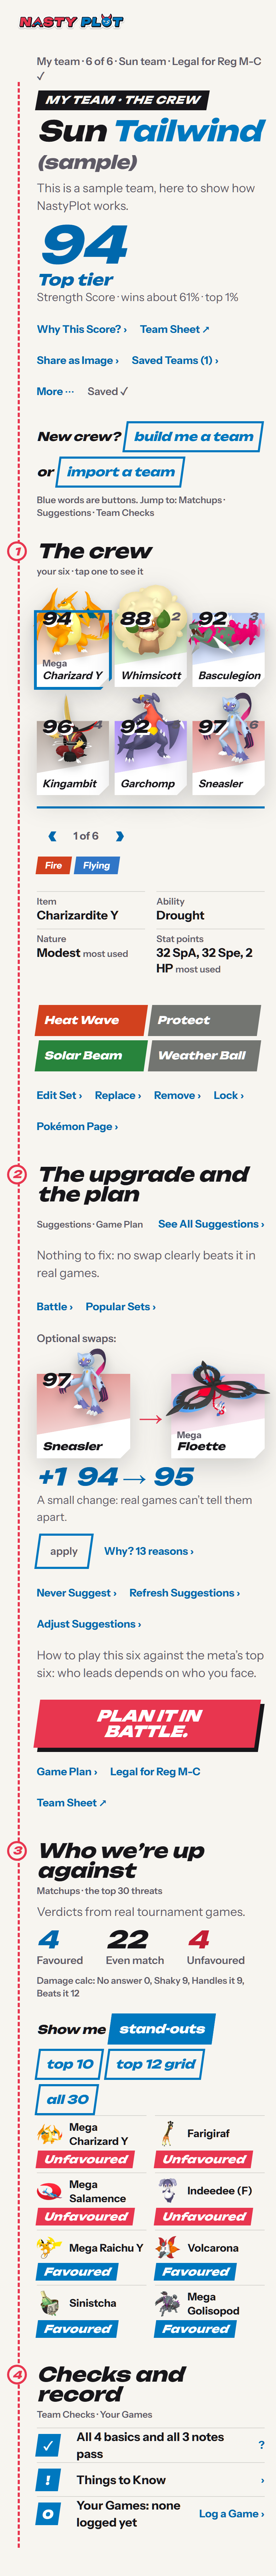 NASTY PLOT
My team · 6 of 6 · Sun team · Legal for Reg M-C
✓
MY TEAM · THE CREW
Sun Tailwind
(sample)
This is a sample team, here to show how
NastyPlot works.
94
Top tier
Strength Score · wins about 61% · top 1%
Why This Score? › Team Sheet ↗
Share as Image › Saved Teams (1) ›
More ··· Saved ✓
New crew? build me a team
or import a team
Blue words are buttons. Jump to: Matchups ·
Suggestions · Team Checks
1 The crew
your six · tap one to see it
94 88 2 92 3
Mega
Charizard Y Whimsicott Basculegion
96 4 92 97 6
Kingambit Garchomp Sneasler
‹ 1 of 6 ›
Fire Flying
Item Ability
Charizardite Y Drought
Nature Stat points
Modest most used 32 SpA, 32 Spe, 2
HP most used
Heat Wave Protect
Solar Beam Weather Ball
Edit Set › Replace › Remove › Lock ›
Pokémon Page ›
2 The upgrade and
the plan
Suggestions · Game Plan See All Suggestions ›
Nothing to fix: no swap clearly beats it in
real games.
Battle › Popular Sets ›
Optional swaps:
97
Sneasler → Mega
Floette
+1 94 → 95
A small change: real games can't tell them
apart.
apply Why? 13 reasons ›
Never Suggest › Refresh Suggestions ›
Adjust Suggestions ›
How to play this six against the meta's top
six: who leads depends on who you face.
PLAN IT IN
BATTLE.
Game Plan › Legal for Reg M-C
Team Sheet ↗
3 Who we're up
against
Matchups · the top 30 threats
Verdicts from real tournament games.
4 22 4
Favoured Even match Unfavoured
Damage calc: No answer 0, Shaky 9, Handles it 9,
Beats it 12
Show me stand-outs
top 10 top 12 grid
all 30
Mega
Charizard Y Farigiraf
Unfavoured Unfavoured
Mega
Salamence Indeedee (F)
Unfavoured Unfavoured
Mega Raichu Y Volcarona
Favoured Favoured
Sinistcha Mega
Golisopod
Favoured Favoured
4 Checks and
record
Team Checks · Your Games
✓ All 4 basics and all 3 notes
pass ?
! Things to Know ›
0 Your Games: none
logged yet Log a Game ›